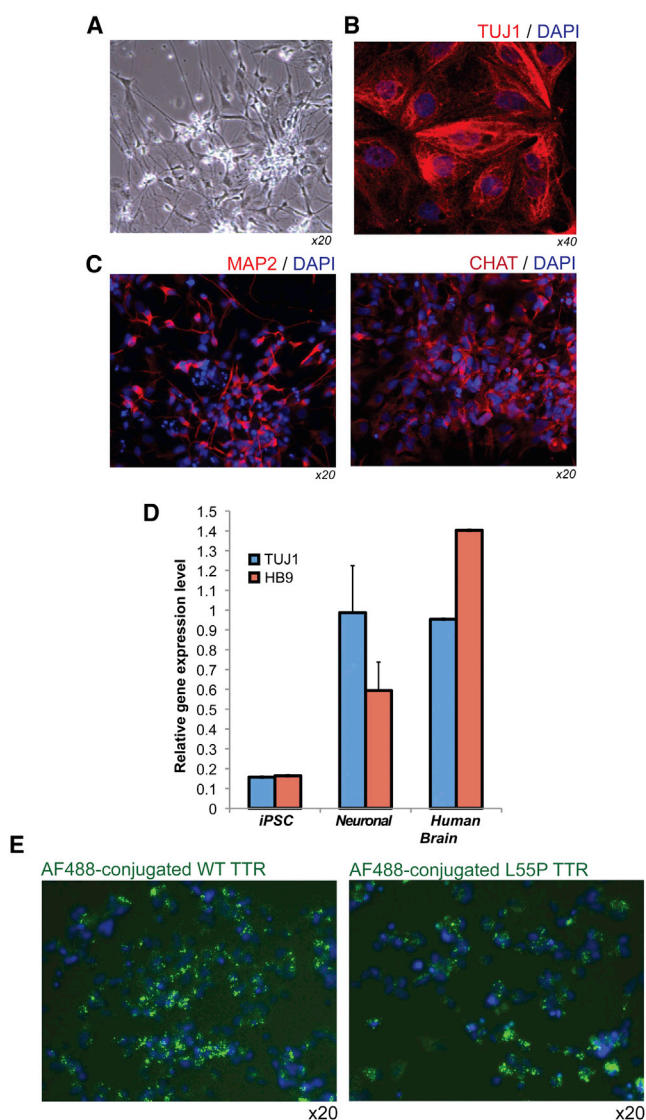 A
B
TUJ1 / DAPI
x20
x40
C
MAP2 / DAPI
CHAT / DAPI
x20
x20
D
Relative gene expression level
1.5
1.4
1.3
1.2
1.1
1
0.9
0.8
0.7
0.6
0.5
0.4
0.3
0.2
0.1
0
TUJ1
HB9
iPSC
Neuronal
Human
Brain
E
AF488-conjugated WT TTR
AF488-conjugated L55P TTR
x20
x20